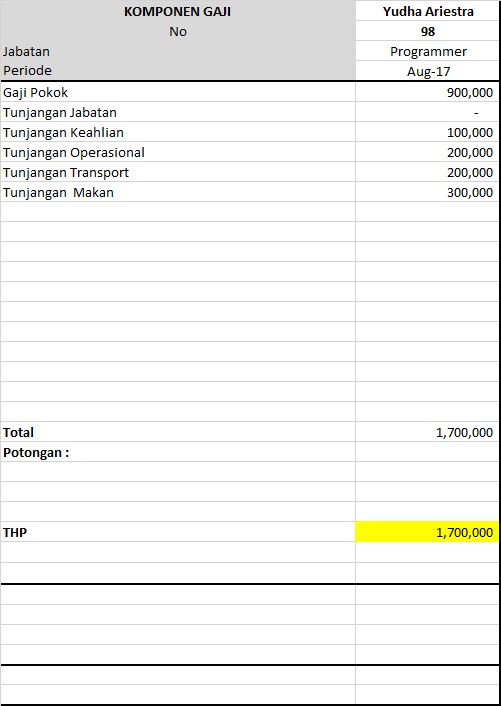 KOMPONEN GAJI Yudha Ariestra
No 98
Jabatan Programmer
Periode Aug-17
Gaji Pokok 900,000
Tunjangan Jabatan -
Tunjangan Keahlian 100,000
Tunjangan Operasional 200,000
Tunjangan Transport 200,000
Tunjangan  Makan 300,000
Total 1,700,000
Potongan :
THP 1,700,000